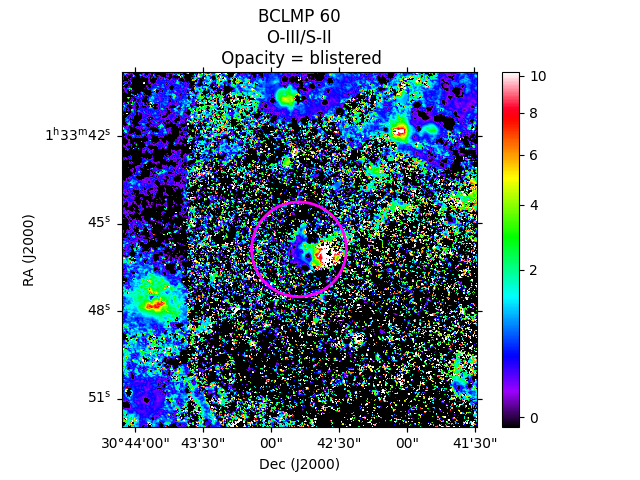 BCLMP 60
O-III/S-II
Opacity = blistered
10
8
6
4
2
0
1ʰ33ᵐ42ˢ
45ˢ
48ˢ
51ˢ
RA (J2000)
30°44'00" 43'30" 00" 42'30" 00" 41'30"
Dec (J2000)